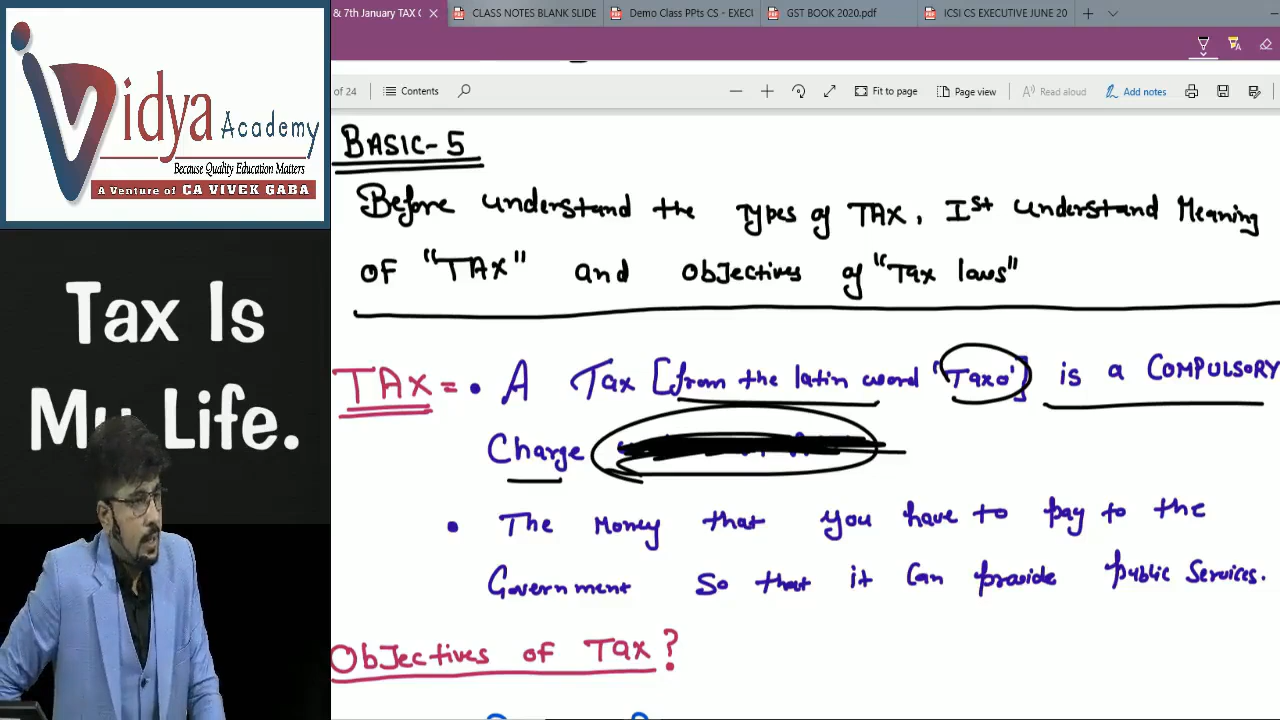 & 7th January TAX
CLASS NOTES BLANK SLIDE
Demo Class PPts CS - EXECU
GST BOOK 2020.pdf
ICSI CS EXECUTIVE JUNE 20
of 24
Contents
Fit to page
Page view
Read aloud
Add notes
Vidya Academy
Because Quality Education Matters
A Venture of CA VIVEK GABA
Tax Is
My Life.
BASIC-5
Before understand the Types of TAX, Ist understand Meaning
OF "TAX" and objectives of "Tax laws"
TAX = • A Tax [from the latin word 'Taxo'] is a COMPULSORY
Charge
• The Money that you have to pay to the
Government So that it Can provide public Services.
Objectives of Tax?